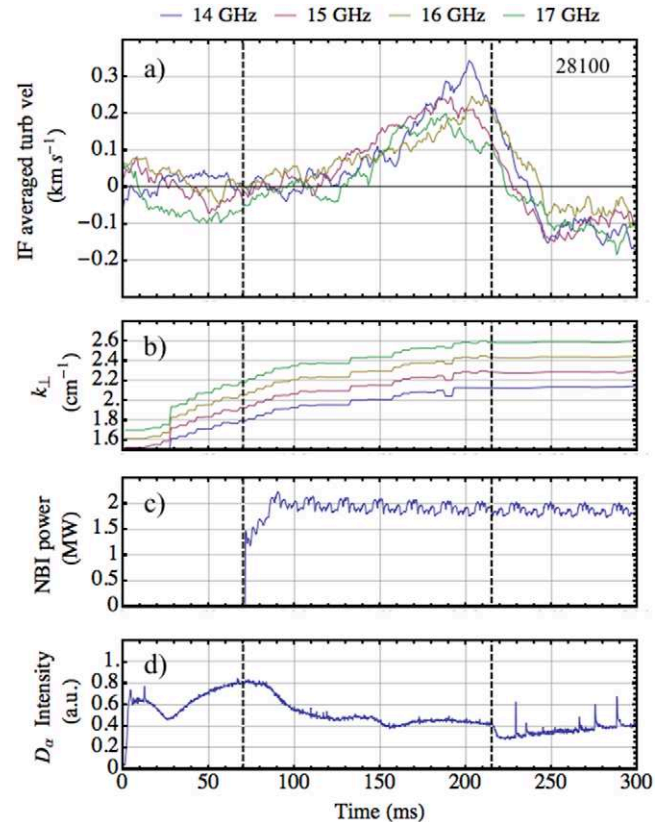 14 GHz 15 GHz 16 GHz 17 GHz
a) 28100
IF averaged turb vel
(km s⁻¹)
0.3
0.2
0.1
0
−0.1
−0.2
b)
k⊥
(cm⁻¹)
2.6
2.4
2.2
2.
1.8
1.6
c)
NBI power
(MW)
2
1.5
1
0.5
0
d)
Dα Intensity
(a.u.)
1.
0.8
0.6
0.4
0.2
0
0 50 100 150 200 250 300
Time (ms)